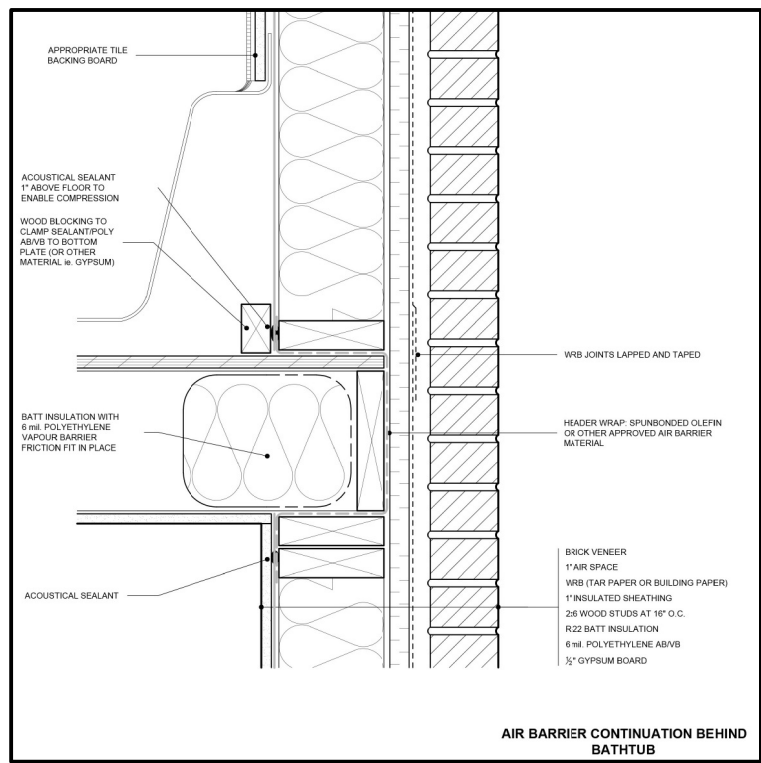 APPROPRIATE TILE
BACKING BOARD
ACOUSTICAL SEALANT
1" ABOVE FLOOR TO
ENABLE COMPRESSION
WOOD BLOCKING TO
CLAMP SEALANT/POLY
AB/VB TO BOTTOM
PLATE (OR OTHER
MATERIAL ie. GYPSUM)
WRB JOINTS LAPPED AND TAPED
BATT INSULATION WITH
6 mil. POLYETHYLENE
VAPOUR BARRIER
FRICTION FIT IN PLACE
HEADER WRAP: SPUNBONDED OLEFIN
OR OTHER APPROVED AIR BARRIER
MATERIAL
ACOUSTICAL SEALANT
BRICK VENEER
1" AIR SPACE
WRB (TAR PAPER OR BUILDING PAPER)
1" INSULATED SHEATHING
2x6 WOOD STUDS AT 16" O.C.
R22 BATT INSULATION
6 mil. POLYETHYLENE AB/VB
½" GYPSUM BOARD
AIR BARRIER CONTINUATION BEHIND
BATHTUB